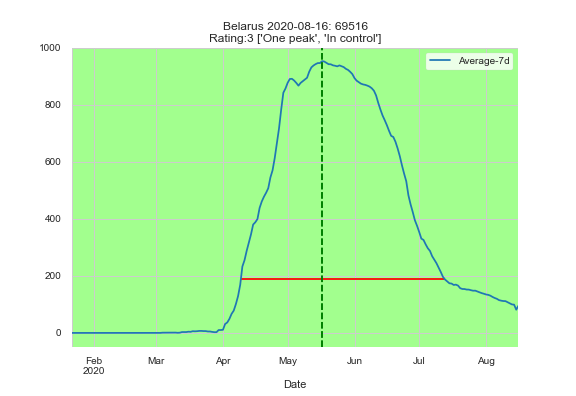 Belarus 2020-08-16: 69516
Rating:3 ['One peak', 'In control']
1000
Average-7d
800
600
400
200
0
Feb Mar Apr May Jun Jul Aug
2020
Date